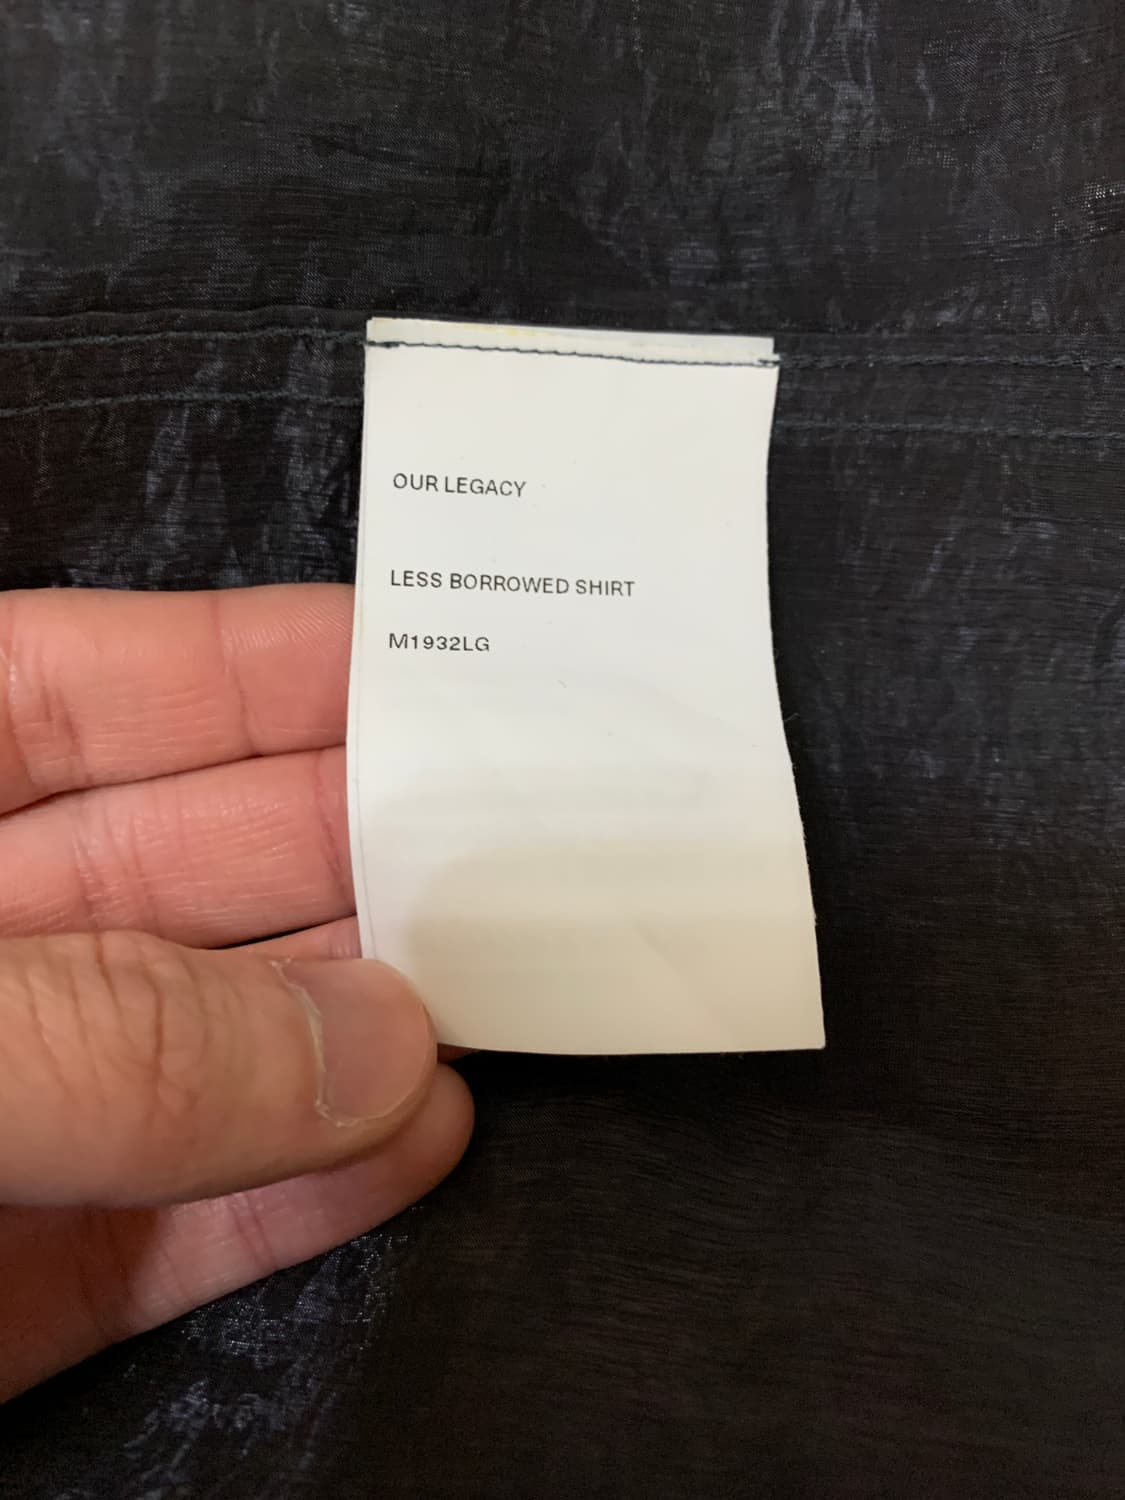 OUR LEGACY
LESS BORROWED SHIRT
M1932LG